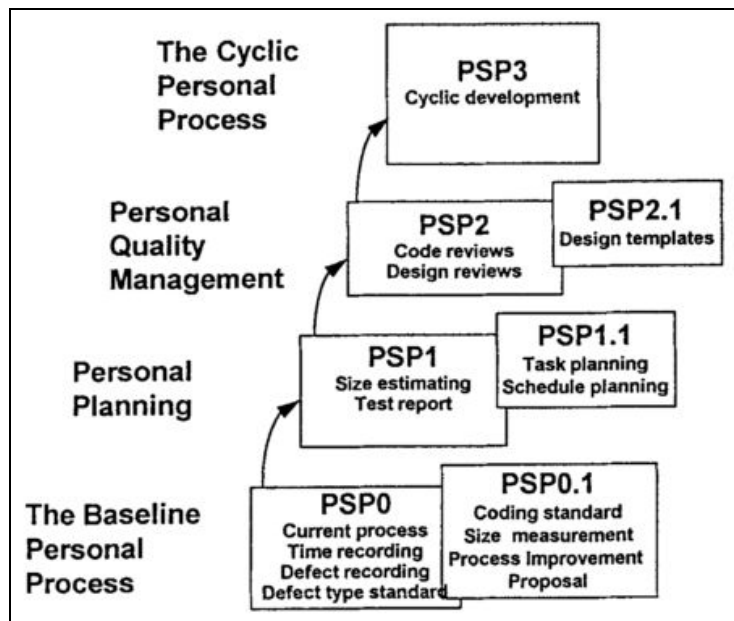 The Cyclic
Personal
Process
PSP3
Cyclic development
Personal
Quality
Management
PSP2
Code reviews
Design reviews
PSP2.1
Design templates
Personal
Planning
PSP1
Size estimating
Test report
PSP1.1
Task planning
Schedule planning
The Baseline
Personal
Process
PSP0
Current process
Time recording
Defect recording
Defect type standard
PSP0.1
Coding standard
Size measurement
Process Improvement
Proposal